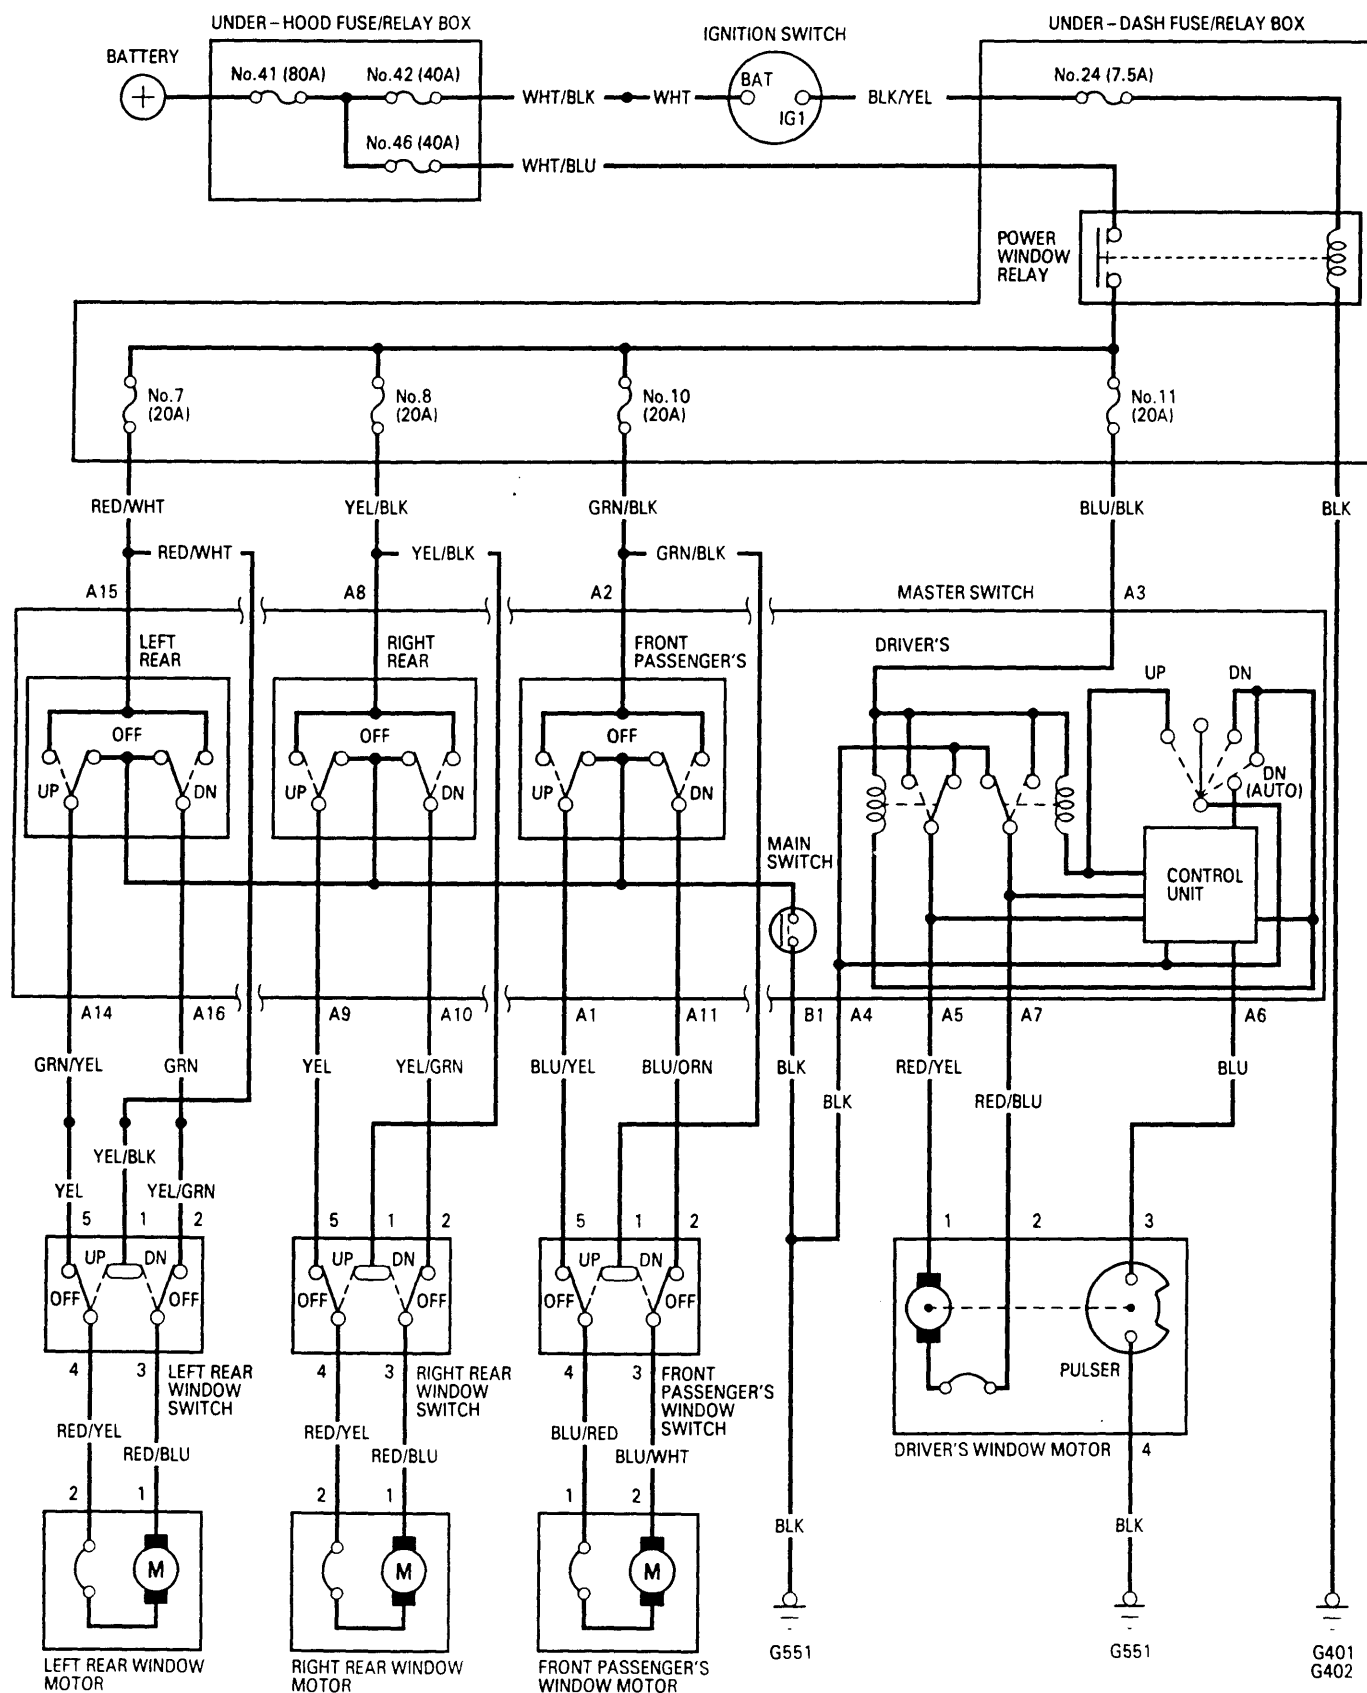 UNDER-HOOD FUSE/RELAY BOX
UNDER-DASH FUSE/RELAY BOX
IGNITION SWITCH
BATTERY
No.41 (80A)
No.42 (40A)
BAT
No.24 (7.5A)
+
WHT/BLK
WHT
BLK/YEL
IG1
No.46 (40A)
WHT/BLU
POWER
WINDOW
RELAY
No.7
(20A)
No.8
(20A)
No.10
(20A)
No.11
(20A)
RED/WHT
YEL/BLK
GRN/BLK
BLU/BLK
BLK
RED/WHT
YEL/BLK
GRN/BLK
A15
A8
A2
MASTER SWITCH
A3
LEFT
REAR
RIGHT
REAR
FRONT
PASSENGER'S
DRIVER'S
UP
DN
OFF
OFF
OFF
DN
(AUTO)
UP
DN
UP
DN
UP
DN
MAIN
SWITCH
CONTROL
UNIT
A14
A16
A9
A10
A1
A11
B1
A4
A5
A7
A6
GRN/YEL
GRN
YEL
YEL/GRN
BLU/YEL
BLU/ORN
BLK
RED/YEL
BLU
BLK
RED/BLU
YEL/BLK
YEL
YEL/GRN
5
1
2
5
1
2
5
1
2
1
2
3
UP
DN
UP
DN
UP
DN
OFF
OFF
OFF
OFF
OFF
OFF
PULSER
4
3
LEFT REAR
WINDOW
SWITCH
4
3
RIGHT REAR
WINDOW
SWITCH
4
3
FRONT
PASSENGER'S
WINDOW
SWITCH
RED/YEL
RED/BLU
RED/YEL
RED/BLU
BLU/RED
BLU/WHT
DRIVER'S WINDOW MOTOR
4
2
1
2
1
1
2
BLK
BLK
M
M
M
G551
G551
G401
G402
LEFT REAR WINDOW
MOTOR
RIGHT REAR WINDOW
MOTOR
FRONT PASSENGER'S
WINDOW MOTOR